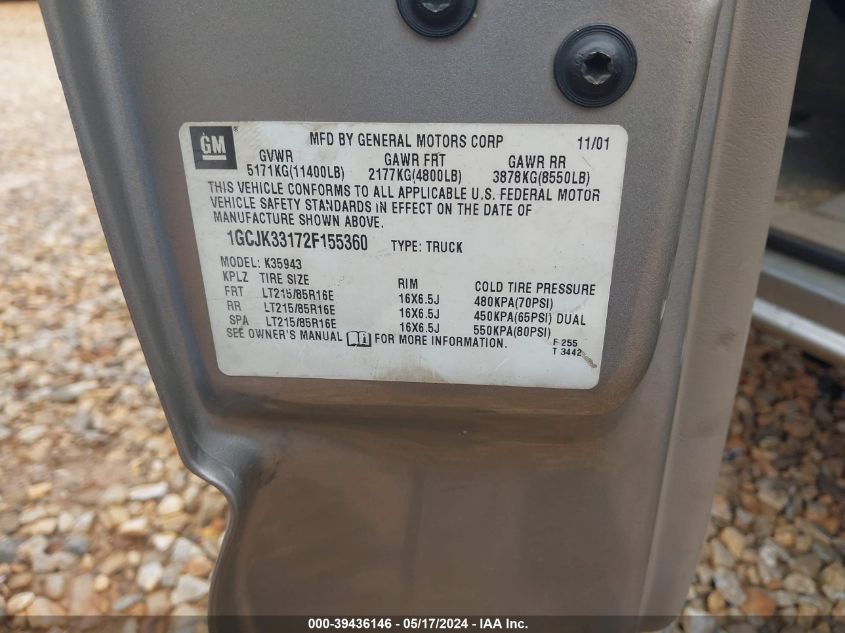 GM
MFD BY GENERAL MOTORS CORP 11/01
GVWR GAWR FRT GAWR RR
5171KG(11400LB) 2177KG(4800LB) 3878KG(8550LB)
THIS VEHICLE CONFORMS TO ALL APPLICABLE U.S. FEDERAL MOTOR
VEHICLE SAFETY STANDARDS IN EFFECT ON THE DATE OF
MANUFACTURE SHOWN ABOVE.
1GCJK33172F155360 TYPE: TRUCK
MODEL: K35943
KPLZ TIRE SIZE RIM COLD TIRE PRESSURE
FRT LT215/85R16E 16X6.5J 480KPA(70PSI)
RR LT215/85R16E 16X6.5J 450KPA(65PSI) DUAL
SPA LT215/85R16E 16X6.5J 550KPA(80PSI)
SEE OWNER'S MANUAL FOR MORE INFORMATION.
F 255
T 3442
000-39436146 - 05/17/2024 - IAA Inc.